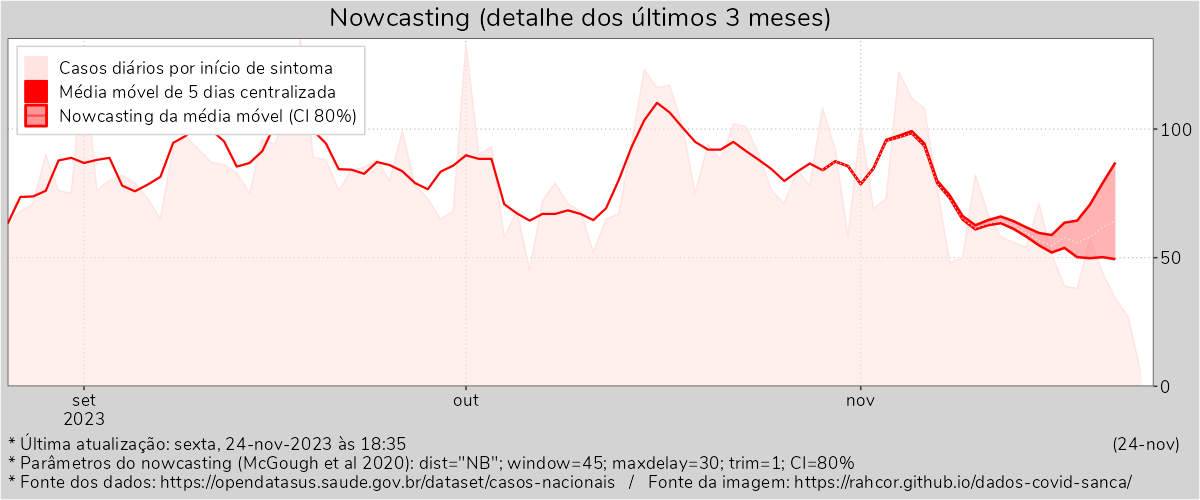 Nowcasting (detalhe dos últimos 3 meses)
Casos diários por início de sintoma
Média móvel de 5 dias centralizada
Nowcasting da média móvel (CI 80%)
100
50
0
set
2023
out
nov
* Última atualização: sexta, 24-nov-2023 às 18:35
(24-nov)
* Parâmetros do nowcasting (McGough et al 2020): dist="NB"; window=45; maxdelay=30; trim=1; CI=80%
* Fonte dos dados: https://opendatasus.saude.gov.br/dataset/casos-nacionais / Fonte da imagem: https://rahcor.github.io/dados-covid-sanca/